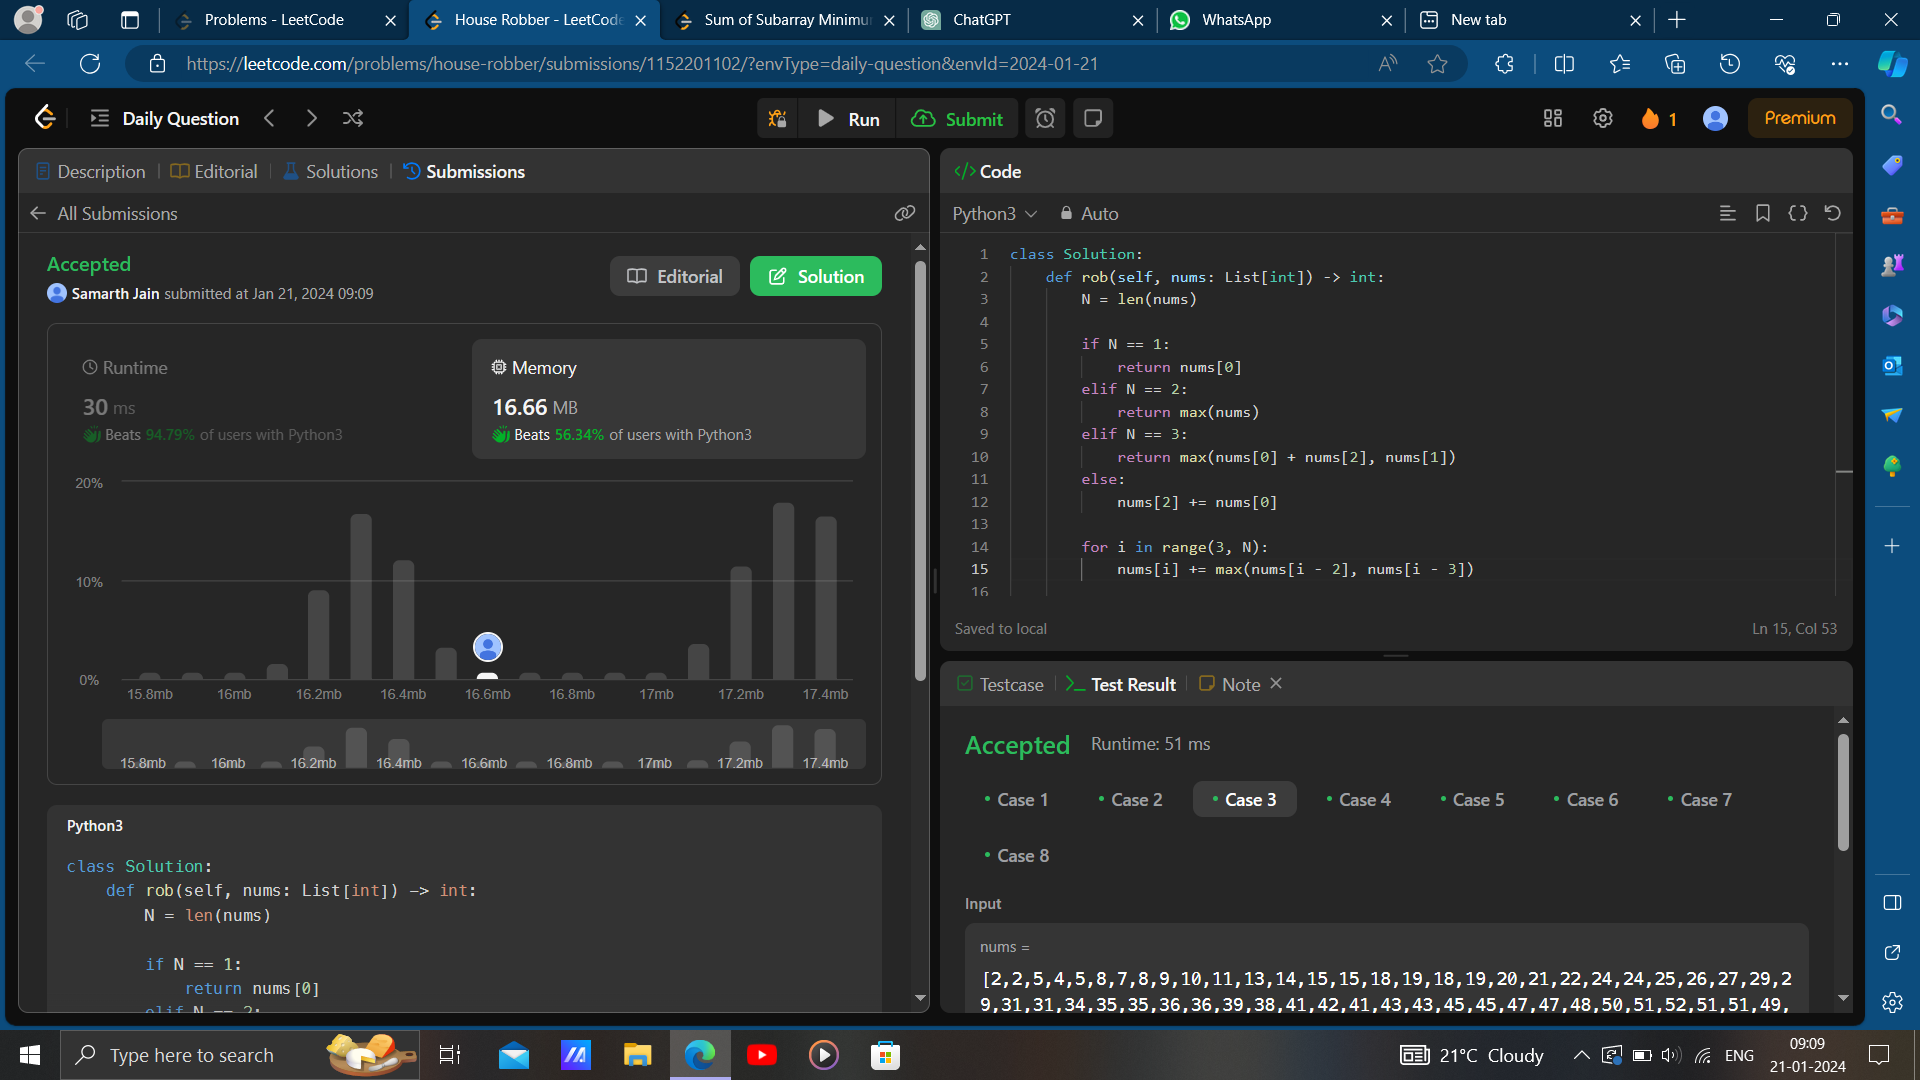 Problems - LeetCode
House Robber - LeetCode
Sum of Subarray Minimu
ChatGPT
WhatsApp
New tab
https://leetcode.com/problems/house-robber/submissions/1152201102/?envType=daily-question&envId=2024-01-21
Daily Question
Run
Submit
1
Premium
Description
Editorial
Solutions
Submissions
All Submissions
Accepted
Samarth Jain submitted at Jan 21, 2024 09:09
Editorial
Solution
Runtime
30 ms
Beats 94.79% of users with Python3
Memory
16.66 MB
Beats 56.34% of users with Python3
20%
10%
0%
15.8mb 16mb 16.2mb 16.4mb 16.6mb 16.8mb 17mb 17.2mb 17.4mb
15.8mb 16mb 16.2mb 16.4mb 16.6mb 16.8mb 17mb 17.2mb 17.4mb
Python3
class Solution:
def rob(self, nums: List[int]) -> int:
N = len(nums)
if N == 1:
return nums[0]
elif N == 2:
</> Code
Python3
Auto
1 class Solution:
2 def rob(self, nums: List[int]) -> int:
3 N = len(nums)
4
5 if N == 1:
6 return nums[0]
7 elif N == 2:
8 return max(nums)
9 elif N == 3:
10 return max(nums[0] + nums[2], nums[1])
11 else:
12 nums[2] += nums[0]
13
14 for i in range(3, N):
15 nums[i] += max(nums[i - 2], nums[i - 3])
16
Saved to local
Ln 15, Col 53
Testcase
Test Result
Note
Accepted
Runtime: 51 ms
Case 1
Case 2
Case 3
Case 4
Case 5
Case 6
Case 7
Case 8
Input
nums =
[2,2,5,4,5,8,7,8,9,10,11,13,14,15,15,18,19,18,19,20,21,22,24,24,25,26,27,29,2
9,31,31,34,35,35,36,36,39,38,41,42,41,43,43,45,45,47,47,48,50,51,52,51,51,49,
Type here to search
21°C Cloudy
ENG
09:09
21-01-2024